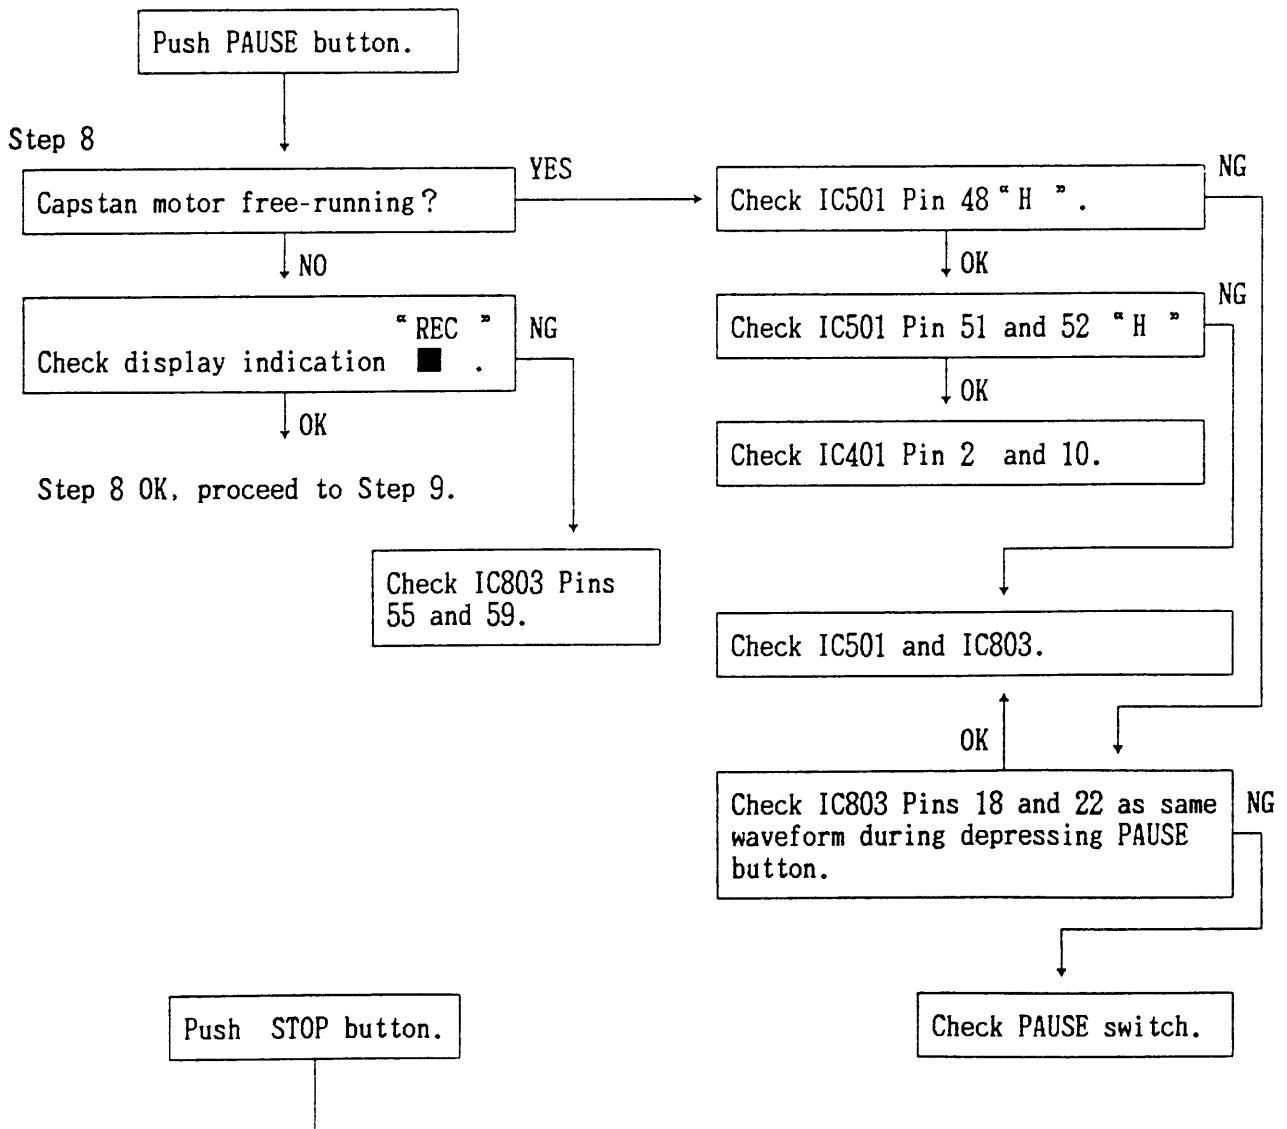 Push PAUSE button.
Step 8
Capstan motor free-running?
YES
NO
Check display indication "REC" ■ .
NG
OK
Step 8 OK, proceed to Step 9.
Check IC803 Pins
55 and 59.
Check IC501 Pin 48 "H".
NG
OK
Check IC501 Pin 51 and 52 "H"
NG
OK
Check IC401 Pin 2 and 10.
Check IC501 and IC803.
OK
Check IC803 Pins 18 and 22 as same
waveform during depressing PAUSE
button.
NG
Check PAUSE switch.
Push STOP button.